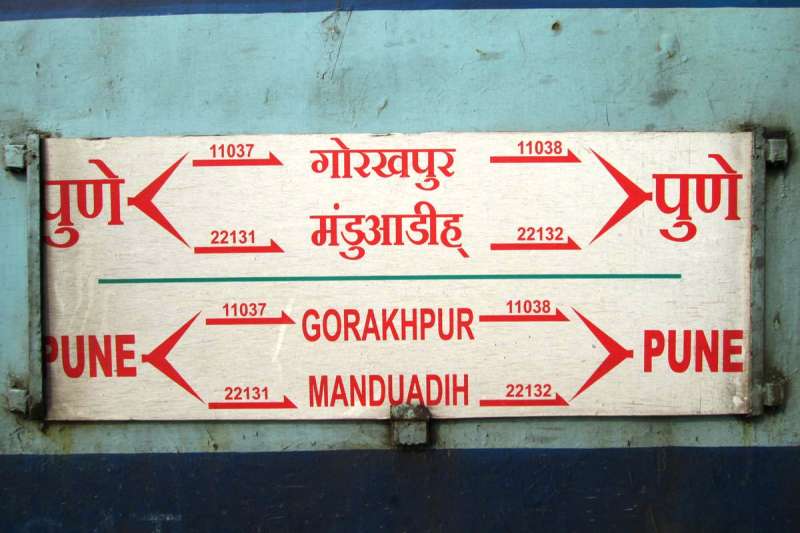 11037 गोरखपुर 11038
पुणे पुणे
22131 मंडुआडीह् 22132
11037 GORAKHPUR 11038
PUNE PUNE
22131 MANDUADIH 22132